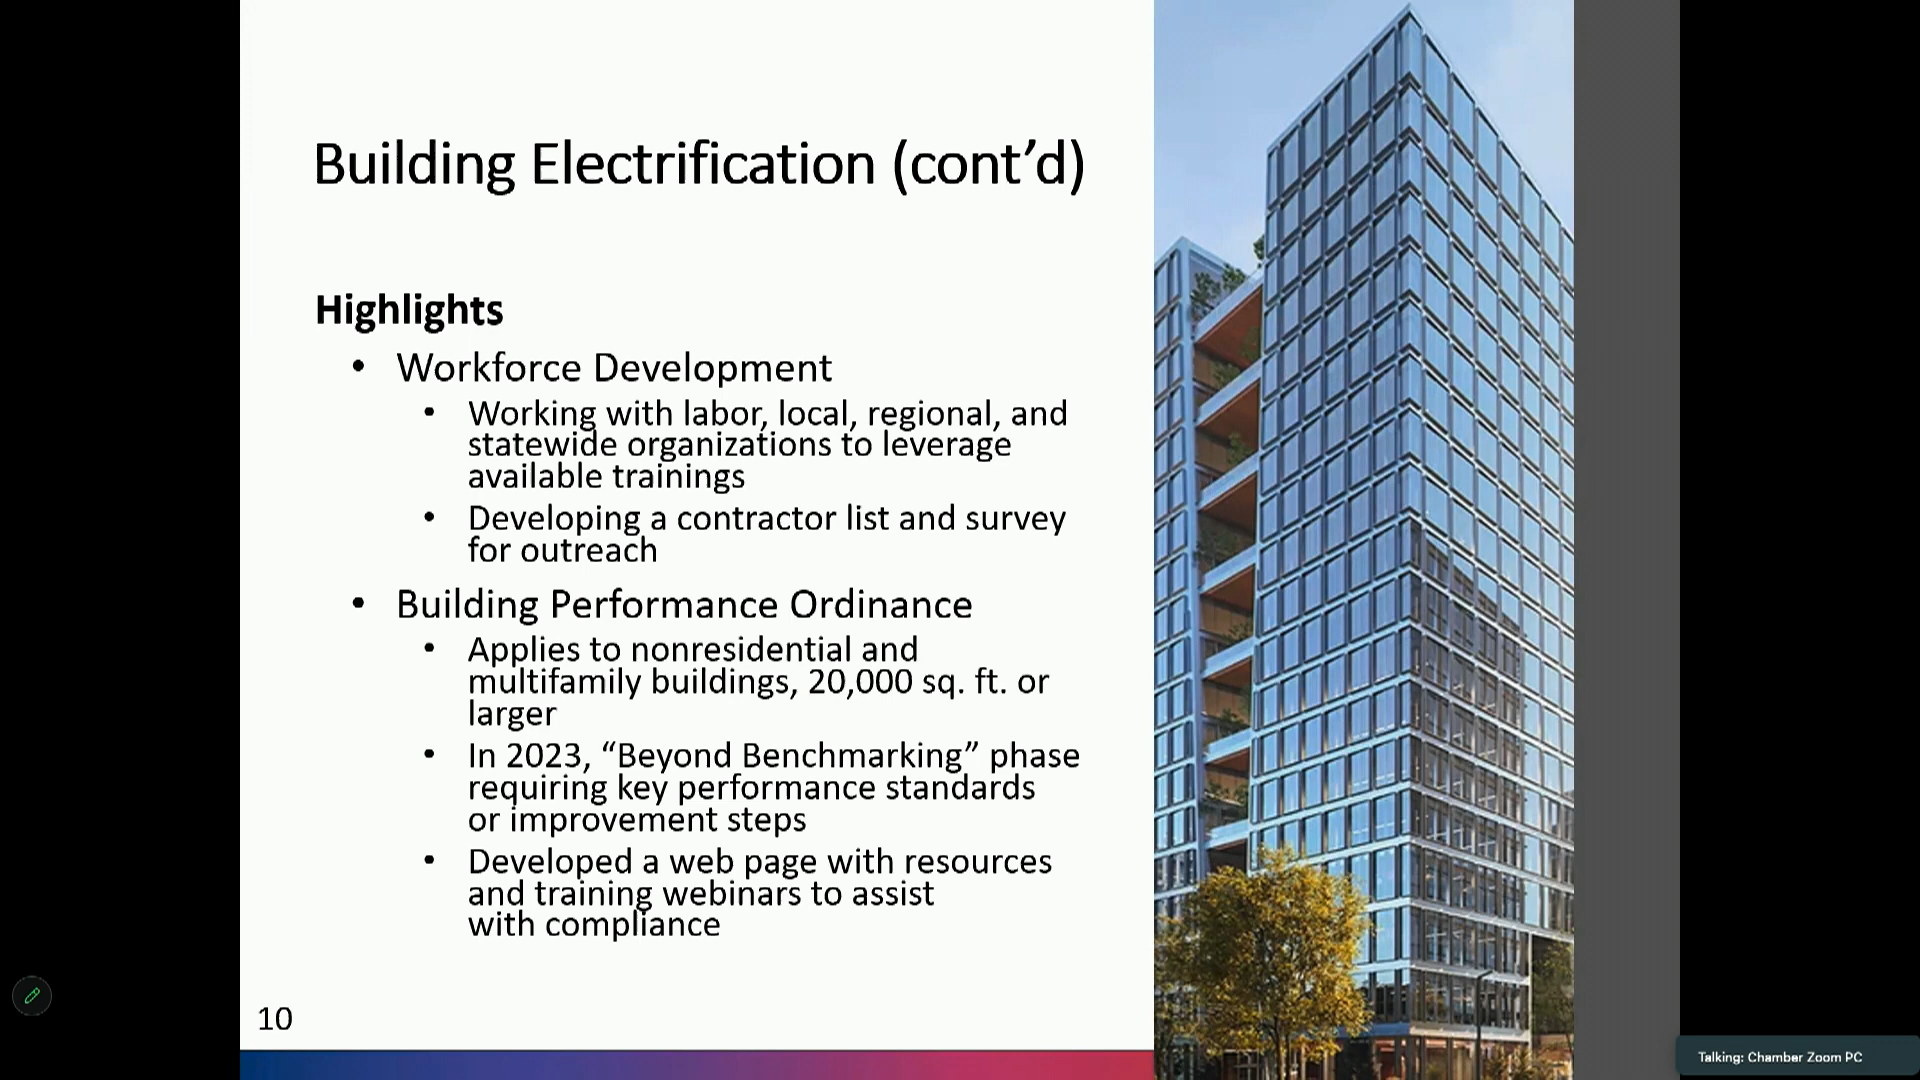 Building Electrification (cont’d)
Highlights
• Workforce Development
• Working with labor, local, regional, and
statewide organizations to leverage
available trainings
• Developing a contractor list and survey
for outreach
• Building Performance Ordinance
• Applies to nonresidential and
multifamily buildings, 20,000 sq. ft. or
larger
• In 2023, “Beyond Benchmarking” phase
requiring key performance standards
or improvement steps
• Developed a web page with resources
and training webinars to assist
with compliance
10
Talking: Chamber Zoom PC